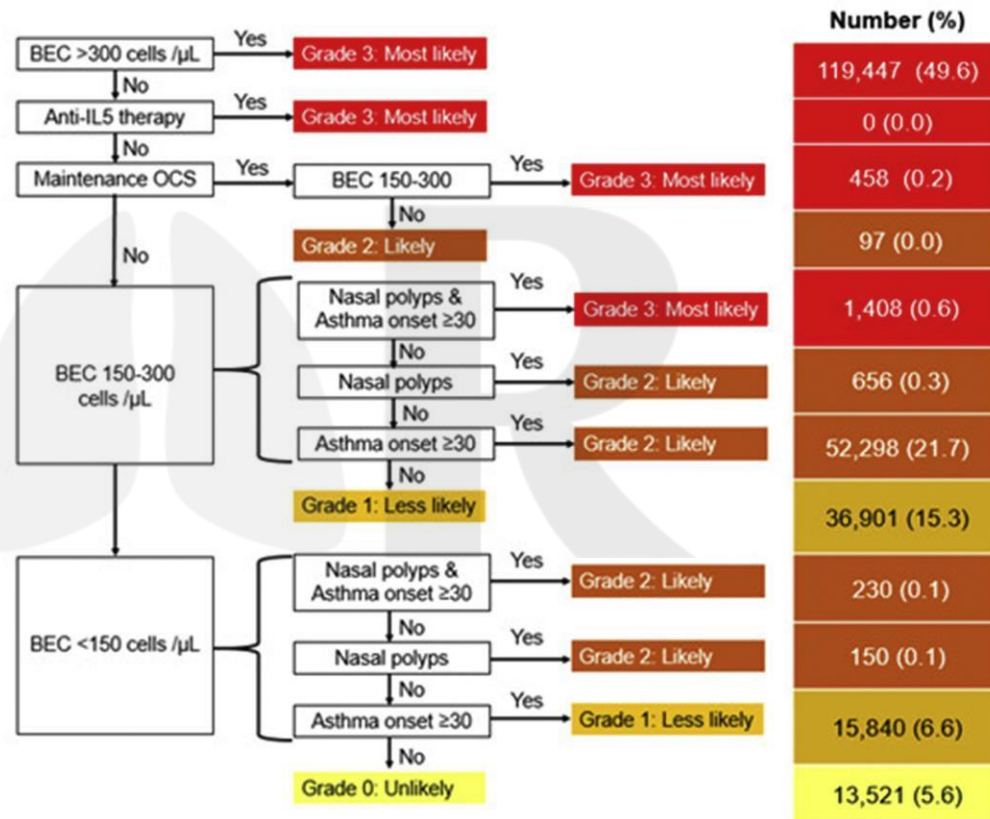 Number (%)
BEC >300 cells /µL
Yes
Grade 3: Most likely
119,447 (49.6)
No
Anti-IL5 therapy
Yes
Grade 3: Most likely
0 (0.0)
No
Maintenance OCS
Yes
BEC 150-300
Yes
Grade 3: Most likely
458 (0.2)
No
Grade 2: Likely
97 (0.0)
No
BEC 150-300
cells /µL
Nasal polyps &
Asthma onset ≥30
Yes
Grade 3: Most likely
1,408 (0.6)
No
Nasal polyps
Yes
Grade 2: Likely
656 (0.3)
No
Asthma onset ≥30
Yes
Grade 2: Likely
52,298 (21.7)
No
Grade 1: Less likely
36,901 (15.3)
BEC <150 cells /µL
Nasal polyps &
Asthma onset ≥30
Yes
Grade 2: Likely
230 (0.1)
No
Nasal polyps
Yes
Grade 2: Likely
150 (0.1)
No
Asthma onset ≥30
Yes
Grade 1: Less likely
15,840 (6.6)
No
Grade 0: Unlikely
13,521 (5.6)
R